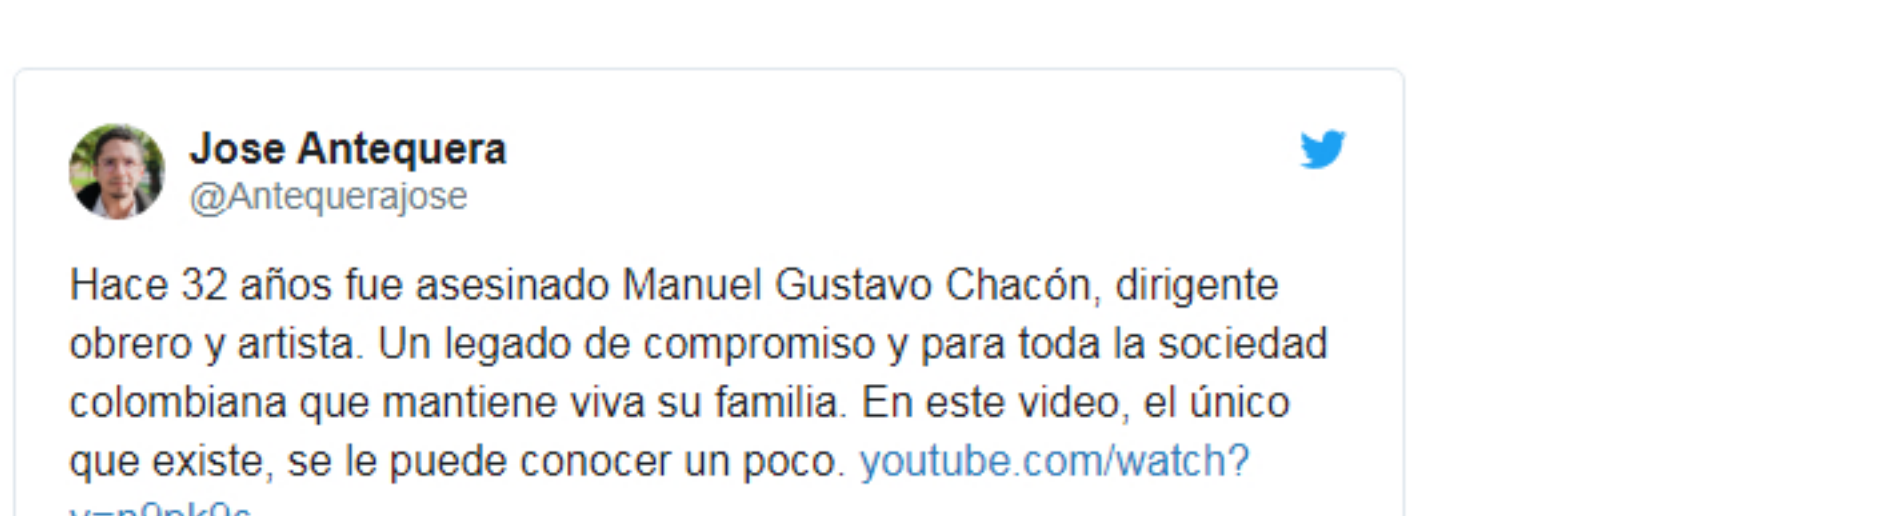 Jose Antequera
@Antequerajose
Hace 32 años fue asesinado Manuel Gustavo Chacón, dirigente
obrero y artista. Un legado de compromiso y para toda la sociedad
colombiana que mantiene viva su familia. En este video, el único
que existe, se le puede conocer un poco. youtube.com/watch?